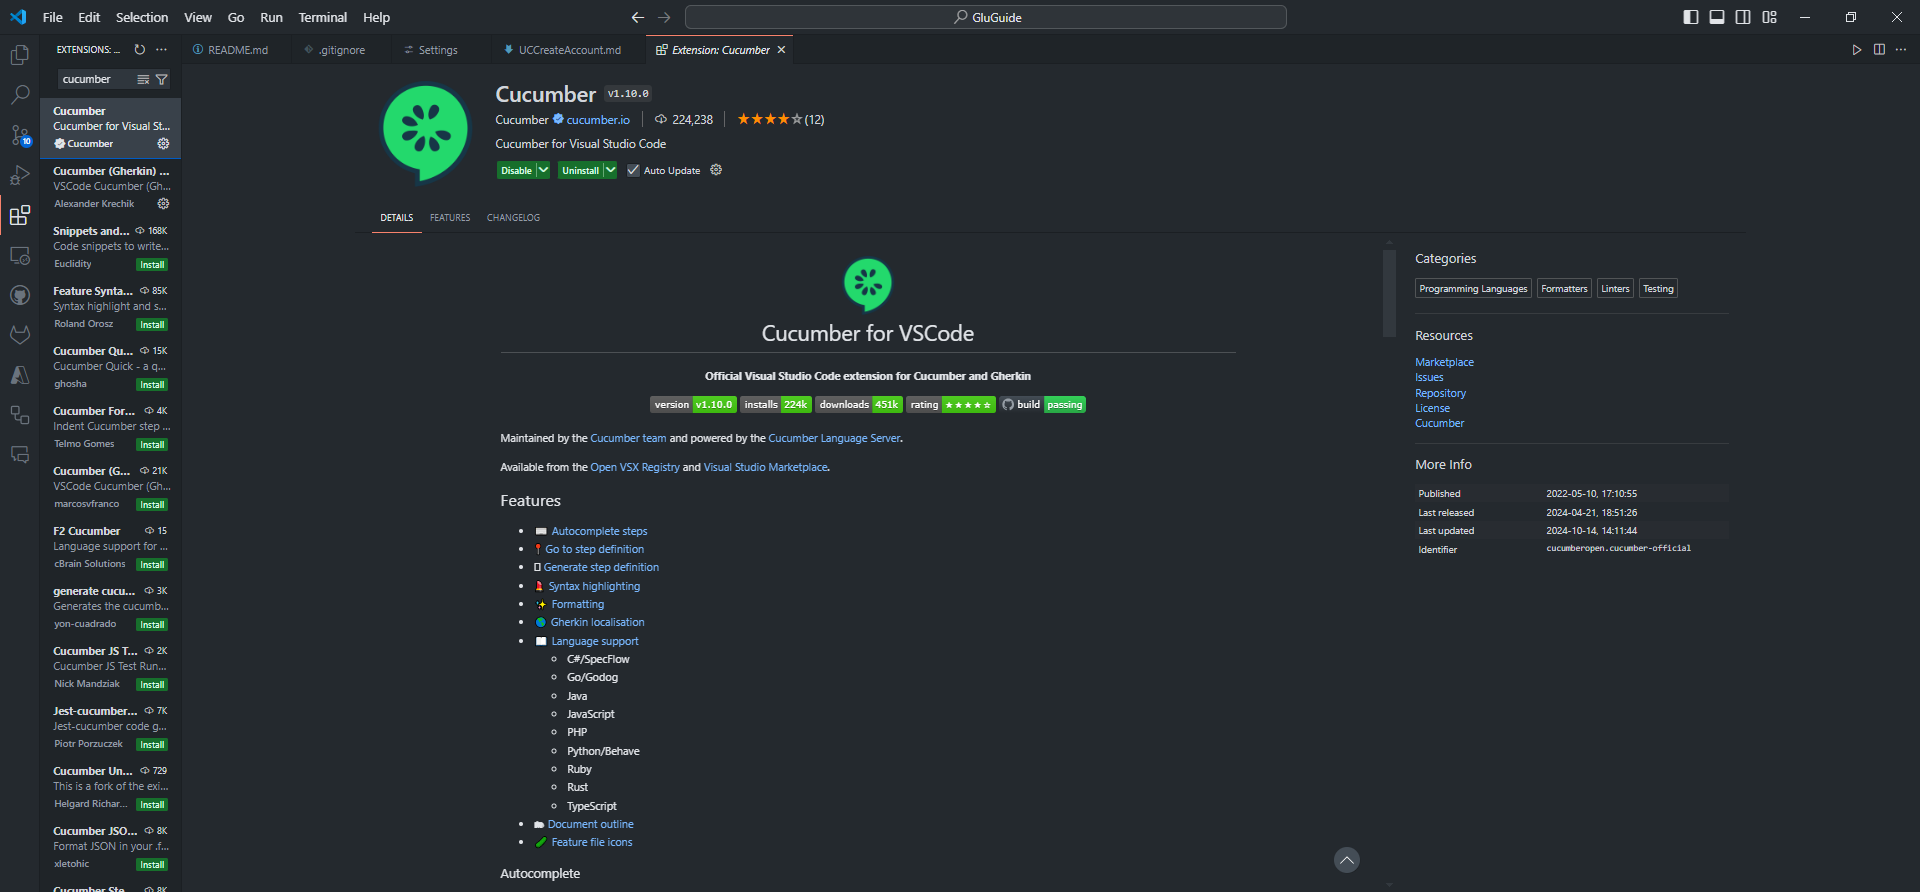 File Edit Selection View Go Run Terminal Help
GluGuide
EXTENSIONS: ...
README.md
.gitignore
Settings
UCCreateAccount.md
Extension: Cucumber
cucumber
10
Cucumber
Cucumber for Visual St...
Cucumber
Cucumber (Gherkin) ...
VSCode Cucumber (Gh...
Alexander Krechik
Snippets and... 168K
Code snippets to write...
Euclidity Install
Feature Synta... 85K
Syntax highlight and s...
Roland Orosz Install
Cucumber Qu... 15K
Cucumber Quick - a q...
ghosha Install
Cucumber For... 4K
Indent Cucumber step ...
Telmo Gomes Install
Cucumber (G... 21K
VSCode Cucumber (Gh...
marcosvfranco Install
F2 Cucumber 15
Language support for ...
cBrain Solutions Install
generate cucu... 3K
Generates the cucumb...
yon-cuadrado Install
Cucumber JS T... 2K
Cucumber JS Test Run...
Nick Mandziak Install
Jest-cucumber... 7K
Jest-cucumber code g...
Piotr Porzuczek Install
Cucumber Un... 729
This is a fork of the exi...
Helgard Richar... Install
Cucumber JSO... 8K
Format JSON in your .f...
xletohic Install
Cucumber Ste... 8K
Cucumber v1.10.0
Cucumber cucumber.io 224,238 (12)
Cucumber for Visual Studio Code
Disable Uninstall Auto Update
DETAILS FEATURES CHANGELOG
Cucumber for VSCode
Official Visual Studio Code extension for Cucumber and Gherkin
version v1.10.0 installs 224k downloads 451k rating ★★★★☆ build passing
Maintained by the Cucumber team and powered by the Cucumber Language Server.
Available from the Open VSX Registry and Visual Studio Marketplace.
Features
Autocomplete steps
Go to step definition
Generate step definition
Syntax highlighting
Formatting
Gherkin localisation
Language support
C#/SpecFlow
Go/Godog
Java
JavaScript
PHP
Python/Behave
Ruby
Rust
TypeScript
Document outline
Feature file icons
Autocomplete
Categories
Programming Languages Formatters Linters Testing
Resources
Marketplace
Issues
Repository
License
Cucumber
More Info
Published 2022-05-10, 17:10:55
Last released 2024-04-21, 18:51:26
Last updated 2024-10-14, 14:11:44
Identifier cucumberopen.cucumber-official